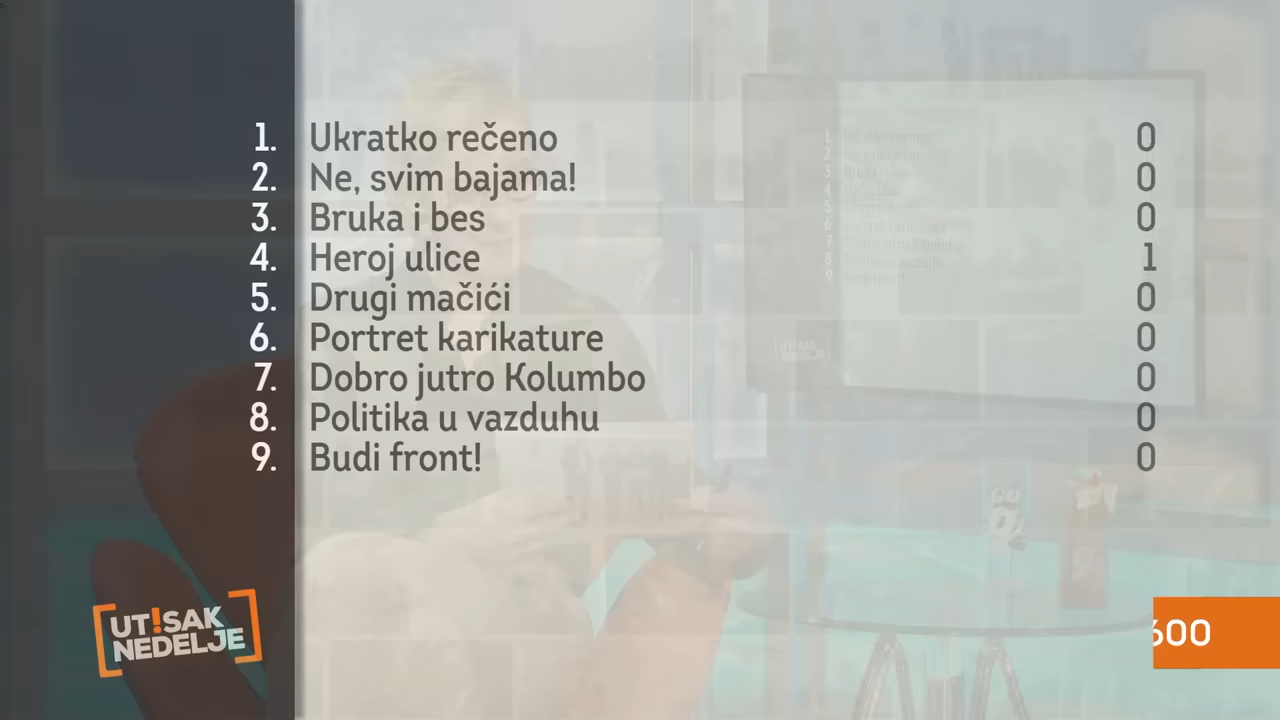 1. Ukratko rečeno 0
2. Ne, svim bajama! 0
3. Bruka i bes 0
4. Heroj ulice 1
5. Drugi mačići 0
6. Portret karikature 0
7. Dobro jutro Kolumbo 0
8. Politika u vazduhu 0
9. Budi front! 0
UT!SAK
NEDELJE
600